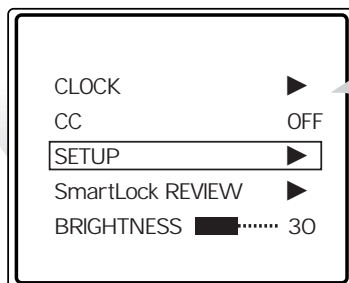 CLOCK ▶
CC OFF
SETUP ▶
SmartLock REVIEW ▶
BRIGHTNESS 30